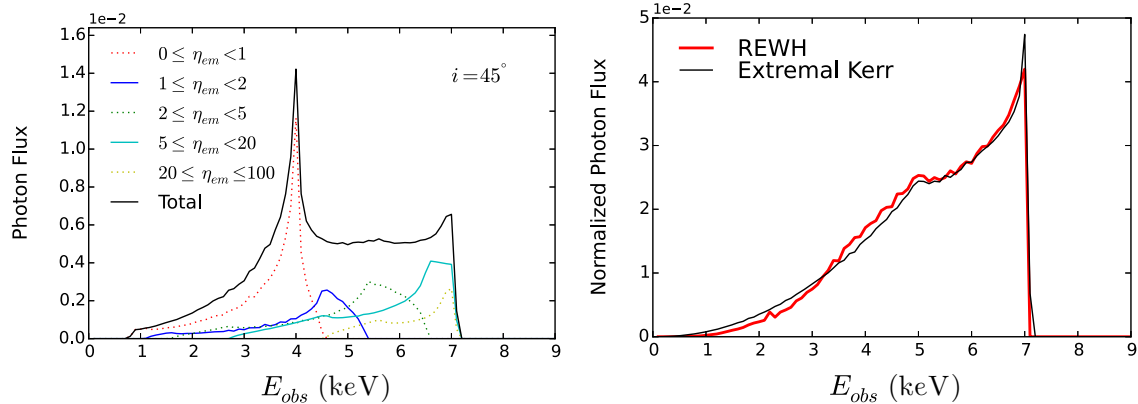 1e−2
1.6
1.4
1.2
1.0
0.8
0.6
0.4
0.2
0.0
0 1 2 3 4 5 6 7 8 9
Photon Flux
E_obs (keV)
0 ≤ η_em <1
1 ≤ η_em <2
2 ≤ η_em <5
5 ≤ η_em <20
20 ≤ η_em ≤100
Total
i = 45°
1e−2
5
4
3
2
1
0
0 1 2 3 4 5 6 7 8 9
Normalized Photon Flux
E_obs (keV)
REWH
Extremal Kerr